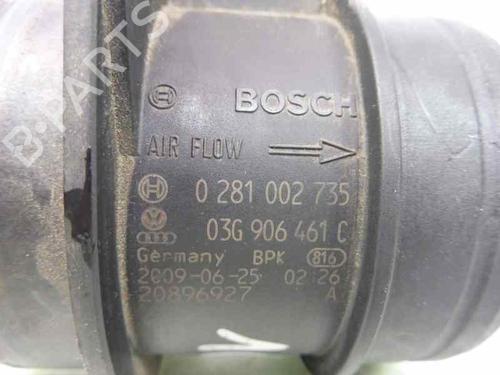 BOSCH
AIR FLOW
0 281 002 735
03G 906 461 C
Germany BPK 816
2009-06-25 02:26
20896927 A
B-PARTS